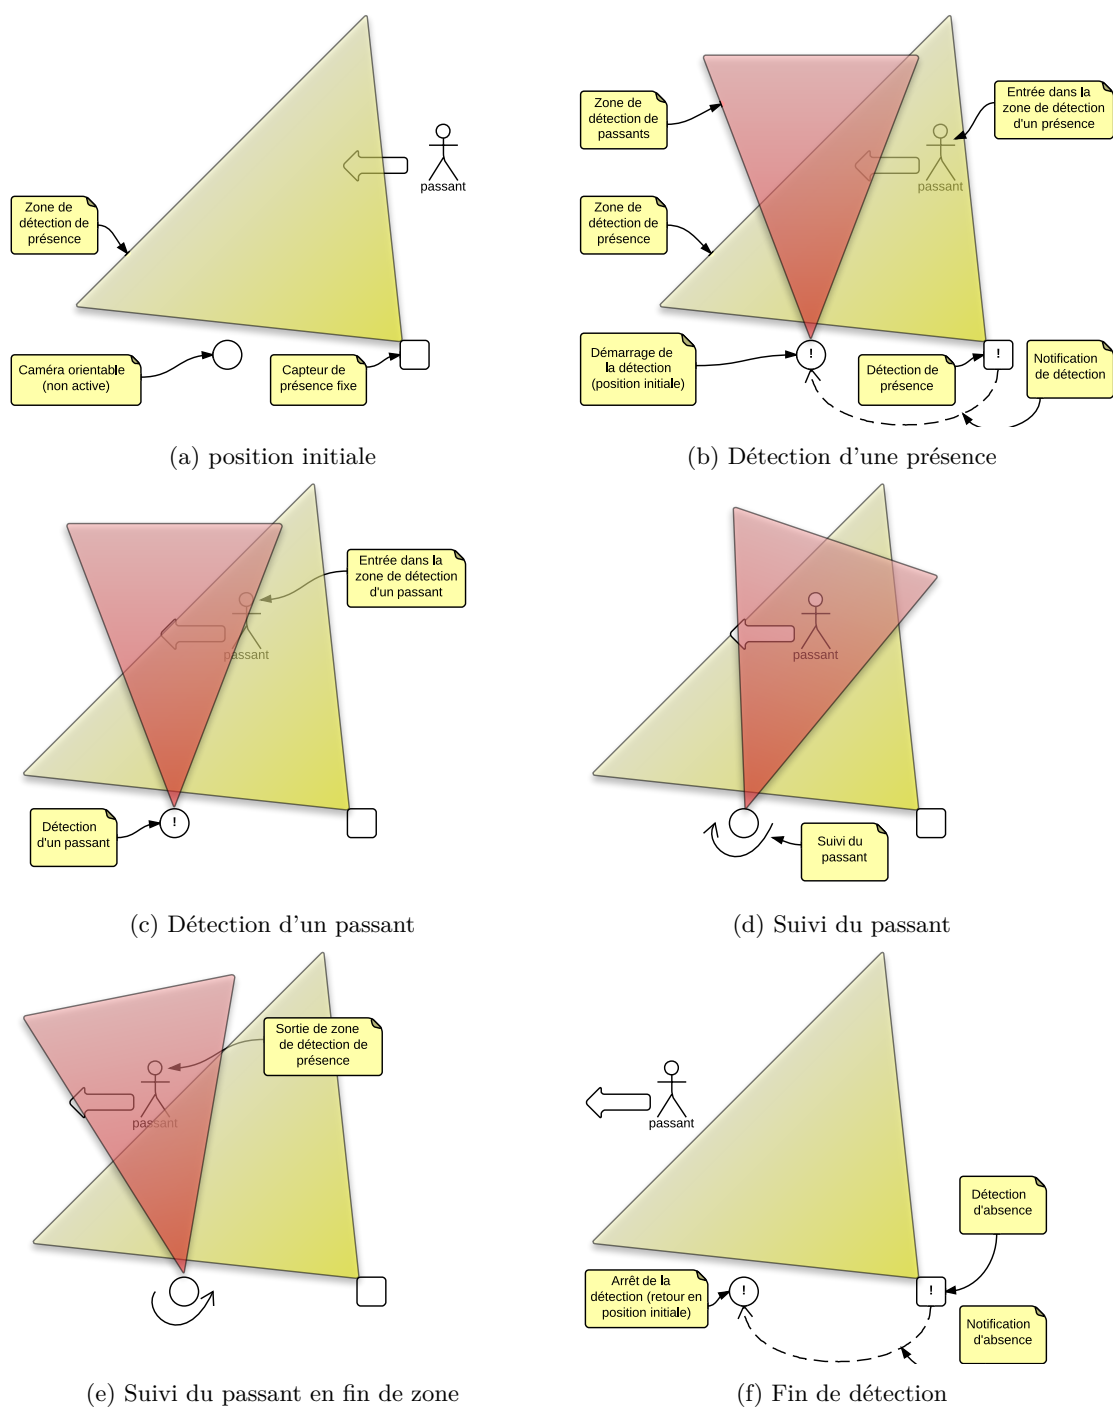 passant
Zone de
détection de
présence
Caméra orientable
(non active)
Capteur de
présence fixe
(a) position initiale
Zone de
détection de
passants
Entrée dans la
zone de détection
d'un présence
passant
Zone de
détection de
présence
Démarrage de
la détection
(position initiale)
!
Détection de
présence
!
Notification
de détection
(b) Détection d'une présence
Entrée dans la
zone de détection
d'un passant
passant
Détection
d'un passant
!
(c) Détection d'un passant
passant
Suivi du
passant
(d) Suivi du passant
Sortie de zone
de détection de
présence
passant
(e) Suivi du passant en fin de zone
passant
Détection
d'absence
Arrêt de la
détection (retour en
position initiale)
!
!
Notification
d'absence
(f) Fin de détection